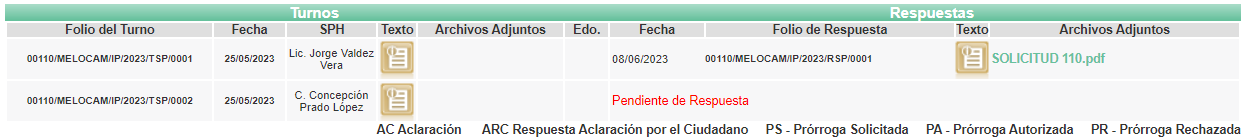 Turnos Respuestas
Folio del Turno Fecha SPH Texto Archivos Adjuntos Edo. Fecha Folio de Respuesta Texto Archivos Adjuntos
00110/MELOCAM/IP/2023/TSP/0001 25/05/2023 Lic. Jorge Valdez Vera 08/06/2023 00110/MELOCAM/IP/2023/RSP/0001 SOLICITUD 110.pdf
00110/MELOCAM/IP/2023/TSP/0002 25/05/2023 C. Concepción Prado López Pendiente de Respuesta
AC Aclaración ARC Respuesta Aclaración por el Ciudadano PS - Prórroga Solicitada PA - Prórroga Autorizada PR - Prórroga Rechazada